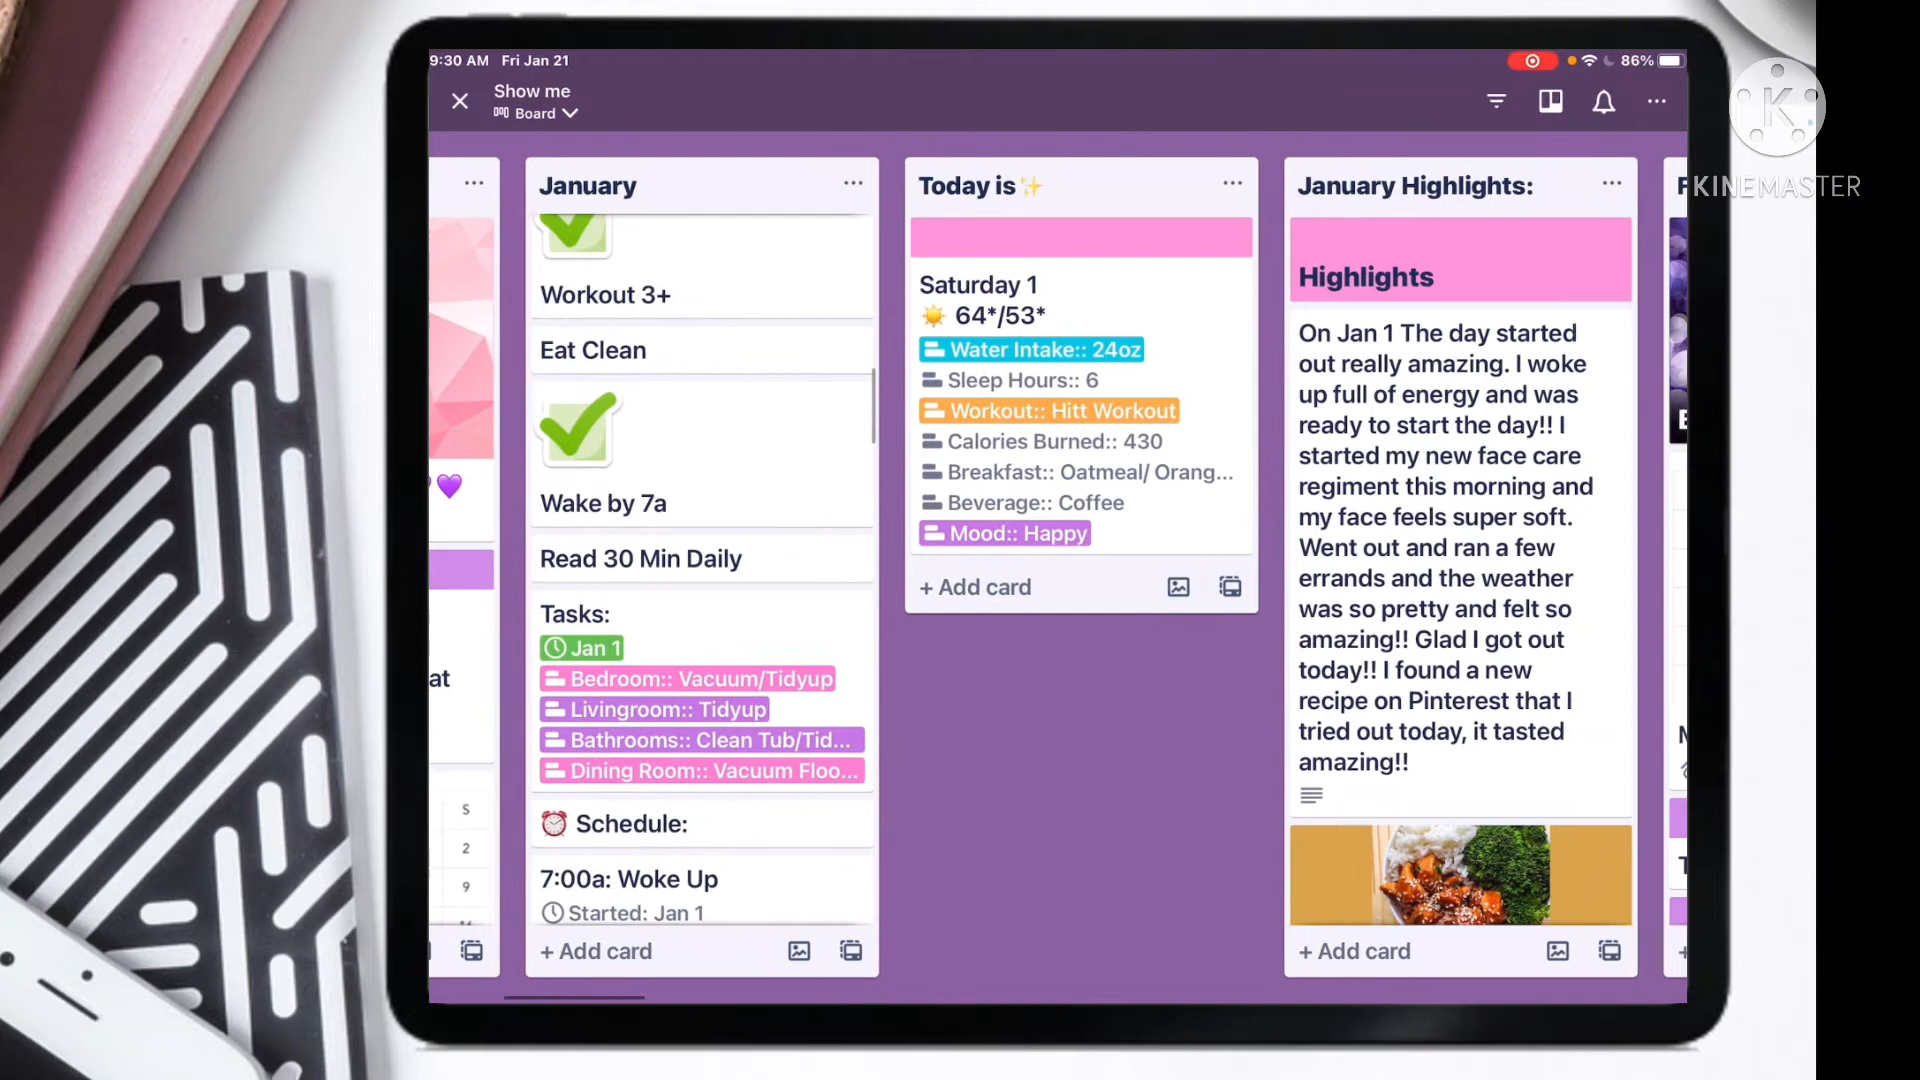 9:30 AM Fri Jan 21
86%
Show me
Board
KINEMASTER
January
Workout 3+
Eat Clean
Wake by 7a
Read 30 Min Daily
Tasks:
Jan 1
Bedroom:: Vacuum/Tidyup
Livingroom:: Tidyup
Bathrooms:: Clean Tub/Tid...
Dining Room:: Vacuum Floo...
Schedule:
7:00a: Woke Up
Started: Jan 1
+ Add card
Today is✨
Saturday 1
☀️ 64*/53*
Water Intake:: 24oz
Sleep Hours:: 6
Workout:: Hitt Workout
Calories Burned:: 430
Breakfast:: Oatmeal/ Orang...
Beverage:: Coffee
Mood:: Happy
+ Add card
January Highlights:
Highlights
On Jan 1 The day started
out really amazing. I woke
up full of energy and was
ready to start the day!! I
started my new face care
regiment this morning and
my face feels super soft.
Went out and ran a few
errands and the weather
was so pretty and felt so
amazing!! Glad I got out
today!! I found a new
recipe on Pinterest that I
tried out today, it tasted
amazing!!
+ Add card
at
S
2
9